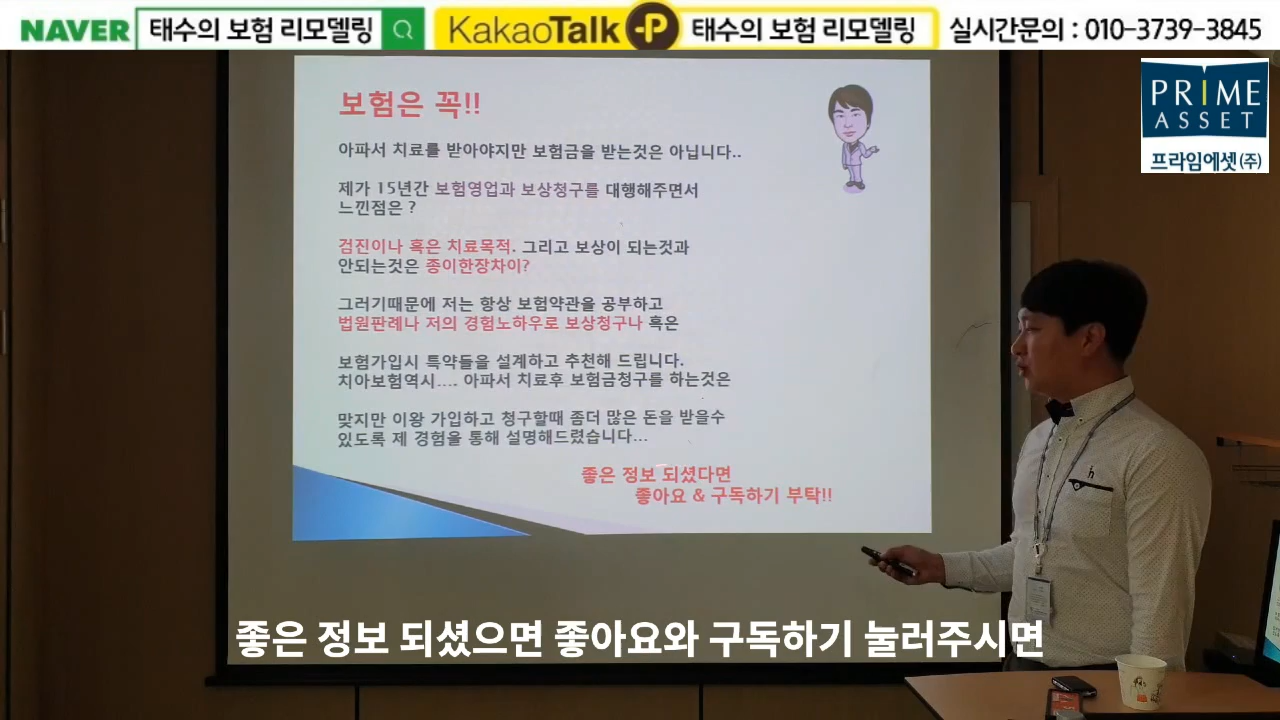 NAVER 태수의 보험 리모델링 KakaoTalk P 태수의 보험 리모델링 실시간문의 : 010-3739-3845
PRIME
ASSET
프라임에셋(주)
보험은 꼭!!
아파서 치료를 받아야지만 보험금을 받는것은 아닙니다..
제가 15년간 보험영업과 보상청구를 대행해주면서
느낀점은 ?
검진이나 혹은 치료목적. 그리고 보상이 되는것과
안되는것은 종이한장차이?
그러기때문에 저는 항상 보험약관을 공부하고
법원판례나 저의 경험노하우로 보상청구나 혹은
보험가입시 특약들을 설계하고 추천해 드립니다.
치아보험역시.... 아파서 치료후 보험금청구를 하는것은
맞지만 이왕 가입하고 청구할때 좀더 많은 돈을 받을수
있도록 제 경험을 통해 설명해드렸습니다...
좋은 정보 되셨다면
좋아요 & 구독하기 부탁!!
좋은 정보 되셨으면 좋아요와 구독하기 눌러주시면